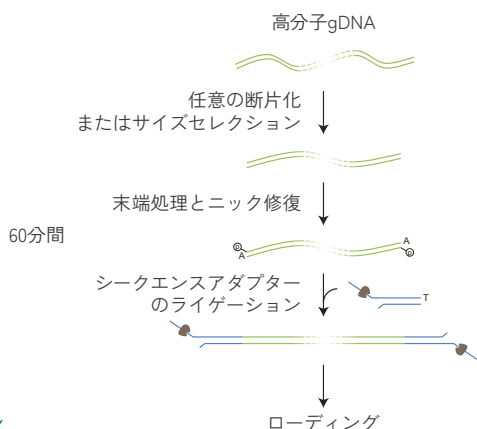 高分子gDNA
任意の断片化
またはサイズセレクション
末端処理とニック修復
60分間
P
A
A
P
シークエンスアダプター
のライゲーション
T
ローディング